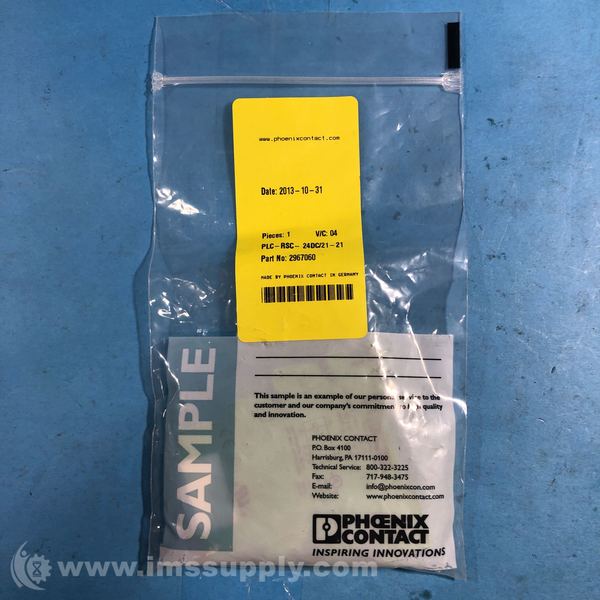 www.phoenixcontact.com
Date: 2013-10-31
Pieces: 1 V/C: 04
PLC-RSC- 24DC/21-21
Part No: 2967060
MADE BY PHOENIX CONTACT IN GERMANY
SAMPLE
This sample is an example of our personal service to the
customer and our company's commitment to high quality
and innovation.
PHOENIX CONTACT
P.O. Box 4100
Harrisburg, PA 17111-0100
Technical Service: 800-322-3225
Fax: 717-948-3475
E-mail: info@phoenixcon.com
Website: www.phoenixcontact.com
PHŒNIX
CONTACT
INSPIRING INNOVATIONS
www.imssupply.com